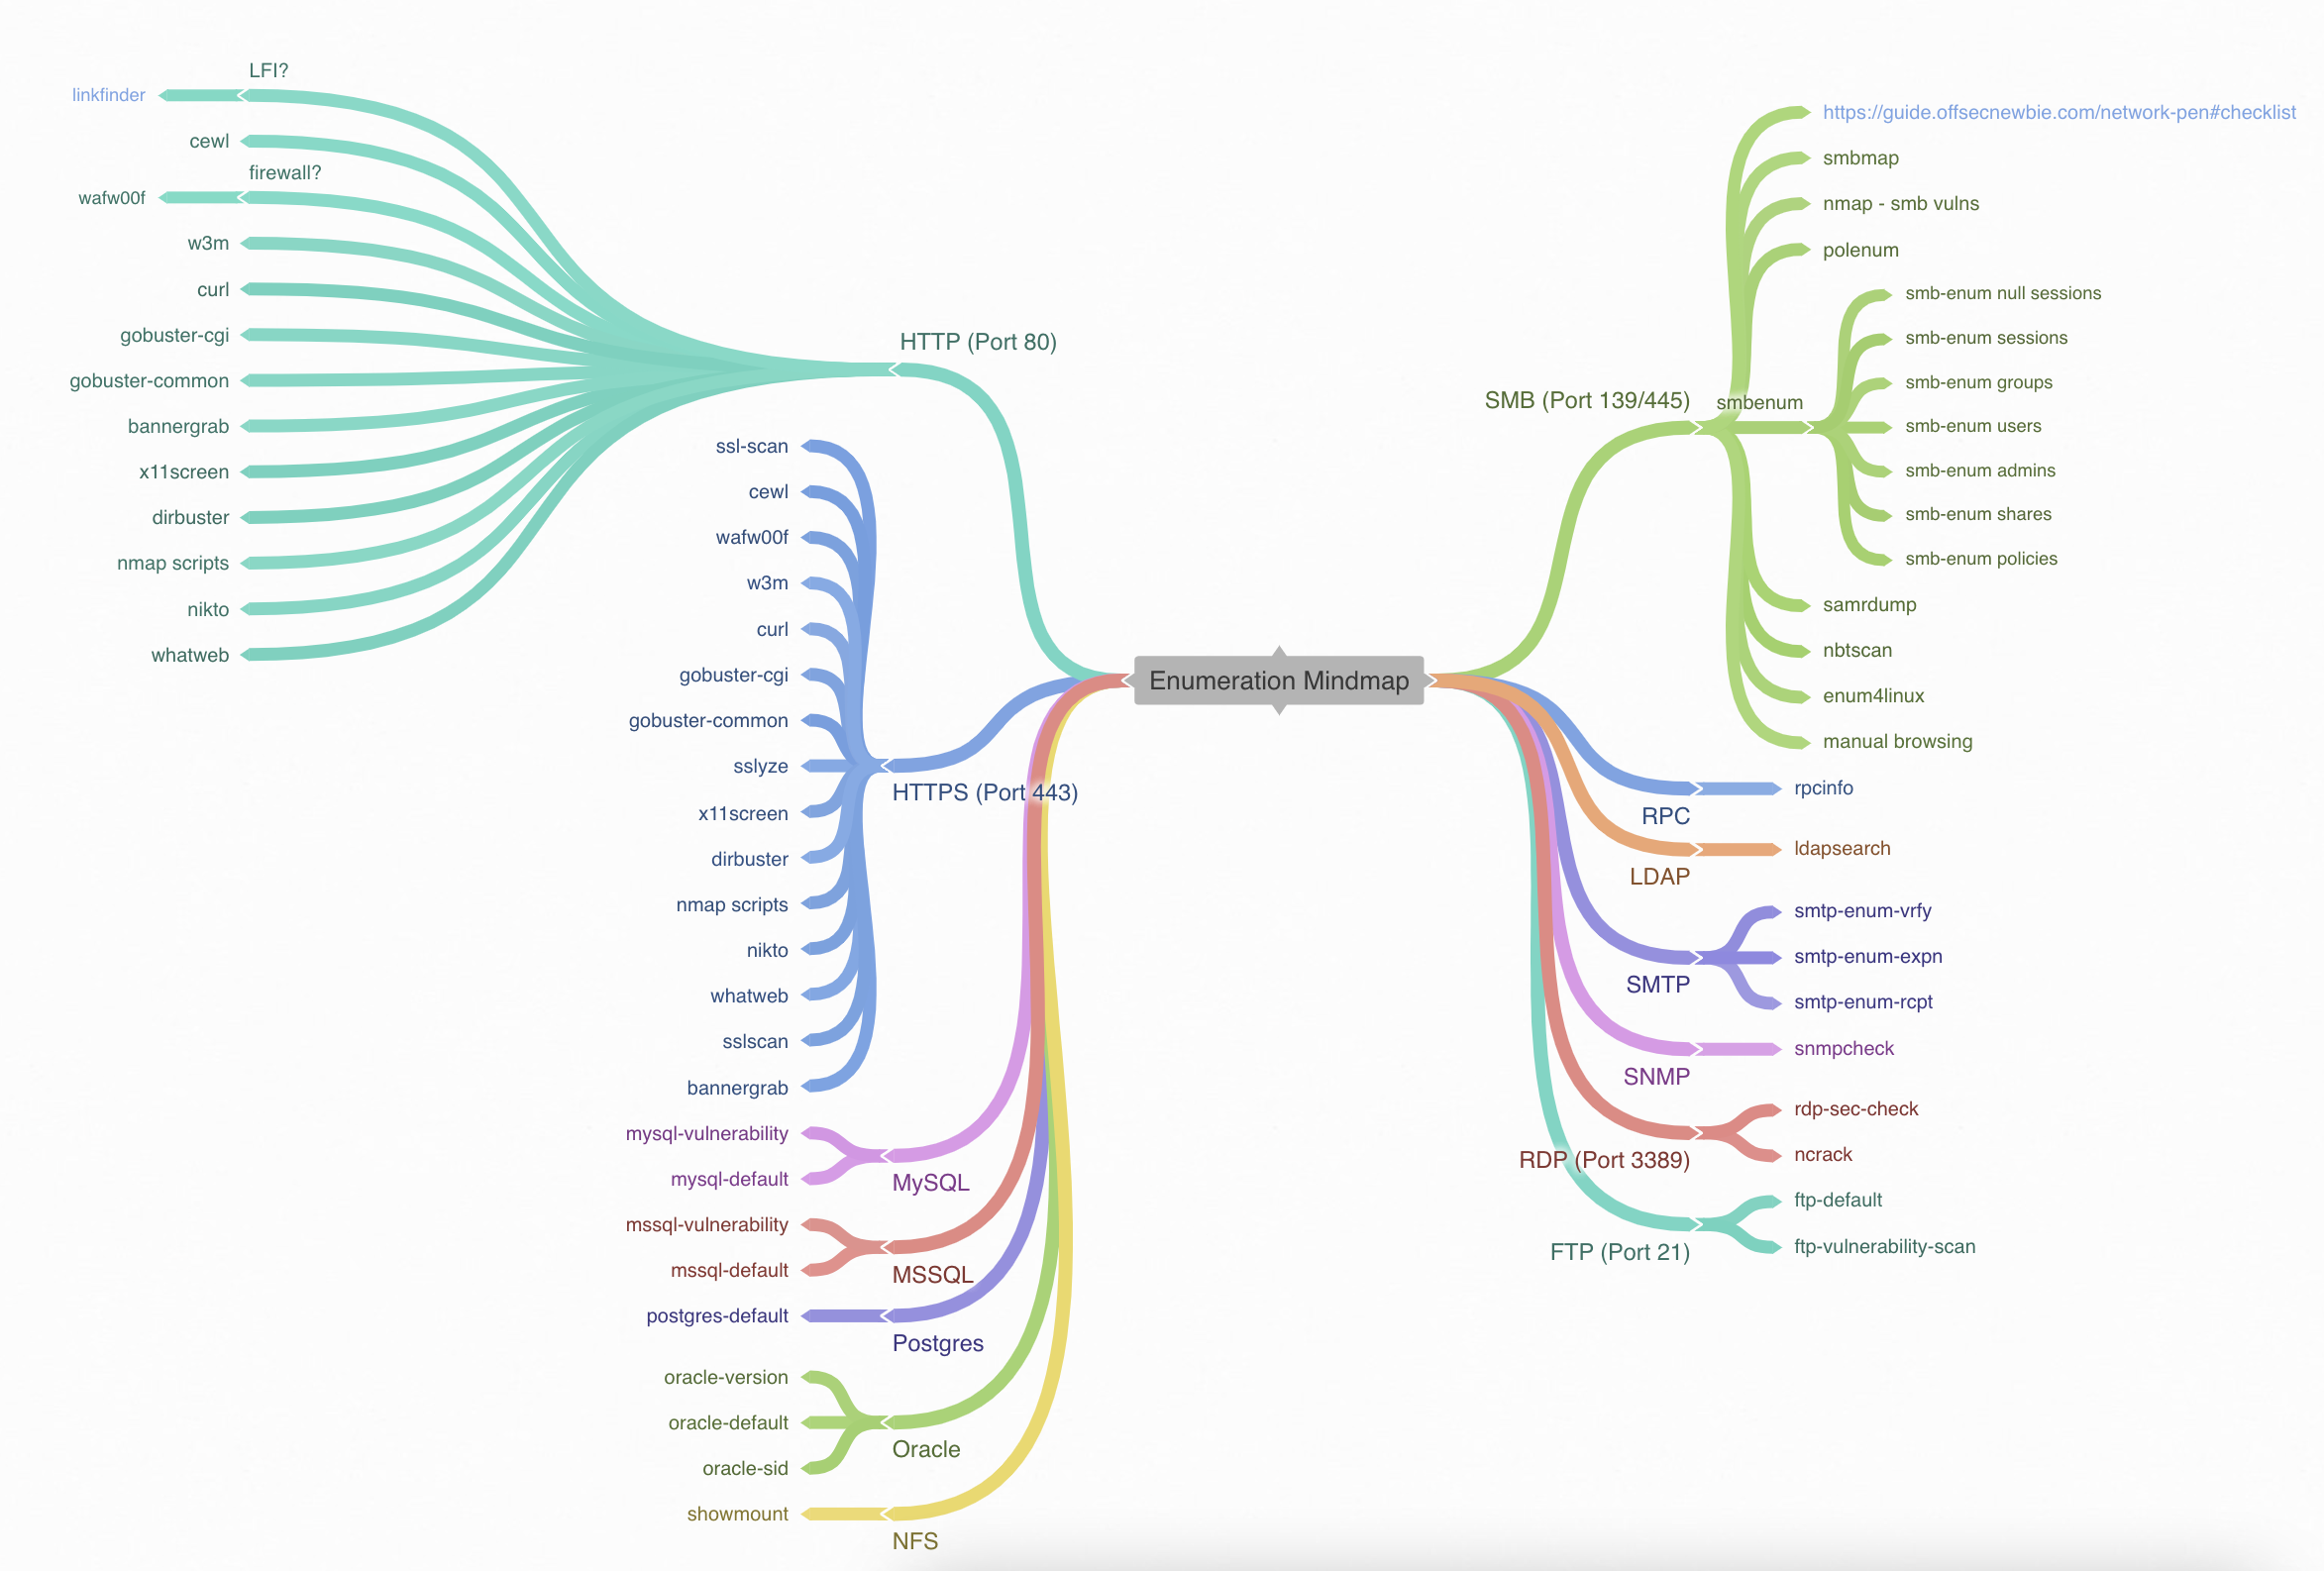 Enumeration Mindmap
HTTP (Port 80)
LFI?
linkfinder
cewl
firewall?
wafw00f
w3m
curl
gobuster-cgi
gobuster-common
bannergrab
x11screen
dirbuster
nmap scripts
nikto
whatweb
HTTPS (Port 443)
ssl-scan
cewl
wafw00f
w3m
curl
gobuster-cgi
gobuster-common
sslyze
x11screen
dirbuster
nmap scripts
nikto
whatweb
sslscan
bannergrab
MySQL
mysql-vulnerability
mysql-default
MSSQL
mssql-vulnerability
mssql-default
Postgres
postgres-default
Oracle
oracle-version
oracle-default
oracle-sid
NFS
showmount
SMB (Port 139/445)
https://guide.offsecnewbie.com/network-pen#checklist
smbmap
nmap - smb vulns
polenum
smbenum
smb-enum null sessions
smb-enum sessions
smb-enum groups
smb-enum users
smb-enum admins
smb-enum shares
smb-enum policies
samrdump
nbtscan
enum4linux
manual browsing
RPC
rpcinfo
LDAP
ldapsearch
SMTP
smtp-enum-vrfy
smtp-enum-expn
smtp-enum-rcpt
SNMP
snmpcheck
RDP (Port 3389)
rdp-sec-check
ncrack
FTP (Port 21)
ftp-default
ftp-vulnerability-scan